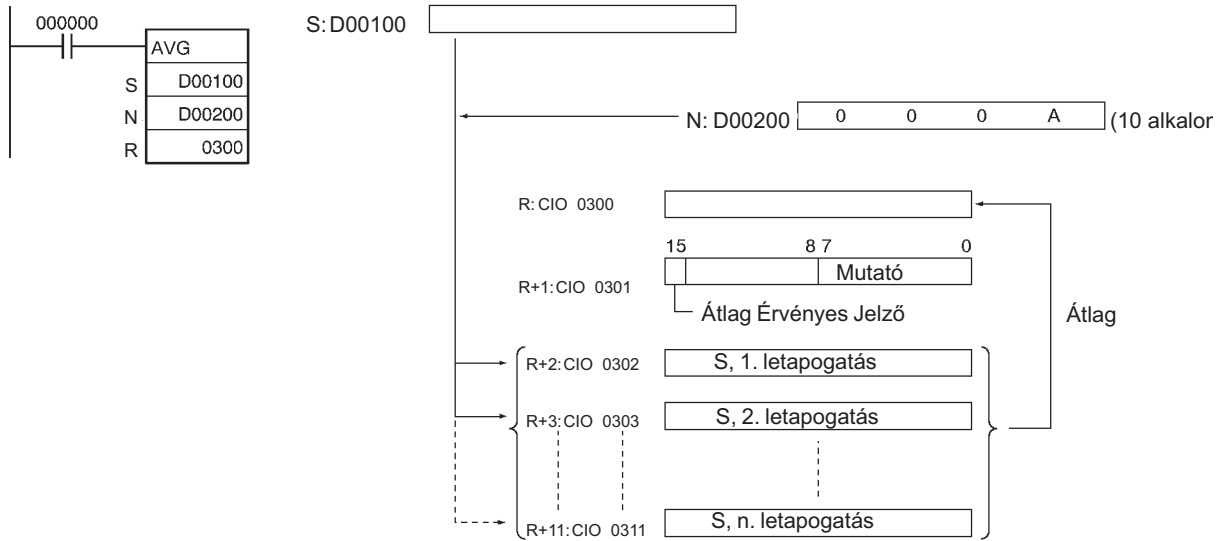 000000
AVG
S D00100
N D00200
R 0300
S: D00100
N: D00200 0 0 0 A (10 alkalom
R: CIO 0300
15 8 7 0
R+1: CIO 0301 Mutató
Átlag Érvényes Jelző
Átlag
R+2: CIO 0302 S, 1. letapogatás
R+3: CIO 0303 S, 2. letapogatás
R+11: CIO 0311 S, n. letapogatás